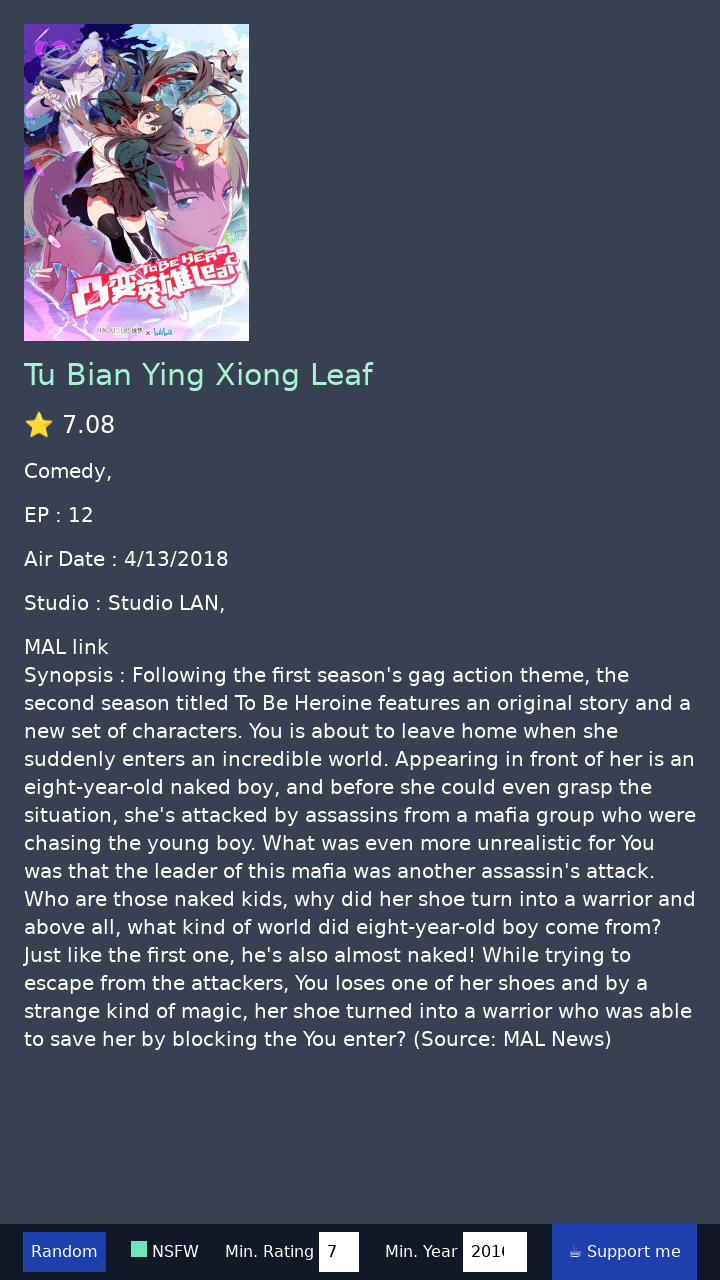 TO BE HERO
凸变英雄 Leaf
HAOLINERS绘梦 × bilibili
Tu Bian Ying Xiong Leaf
⭐ 7.08
Comedy,
EP : 12
Air Date : 4/13/2018
Studio : Studio LAN,
MAL link
Synopsis : Following the first season's gag action theme, the
second season titled To Be Heroine features an original story and a
new set of characters. You is about to leave home when she
suddenly enters an incredible world. Appearing in front of her is an
eight-year-old naked boy, and before she could even grasp the
situation, she's attacked by assassins from a mafia group who were
chasing the young boy. What was even more unrealistic for You
was that the leader of this mafia was another assassin's attack.
Who are those naked kids, why did her shoe turn into a warrior and
above all, what kind of world did eight-year-old boy come from?
Just like the first one, he's also almost naked! While trying to
escape from the attackers, You loses one of her shoes and by a
strange kind of magic, her shoe turned into a warrior who was able
to save her by blocking the You enter? (Source: MAL News)
Random NSFW Min. Rating 7 Min. Year ☕ Support me